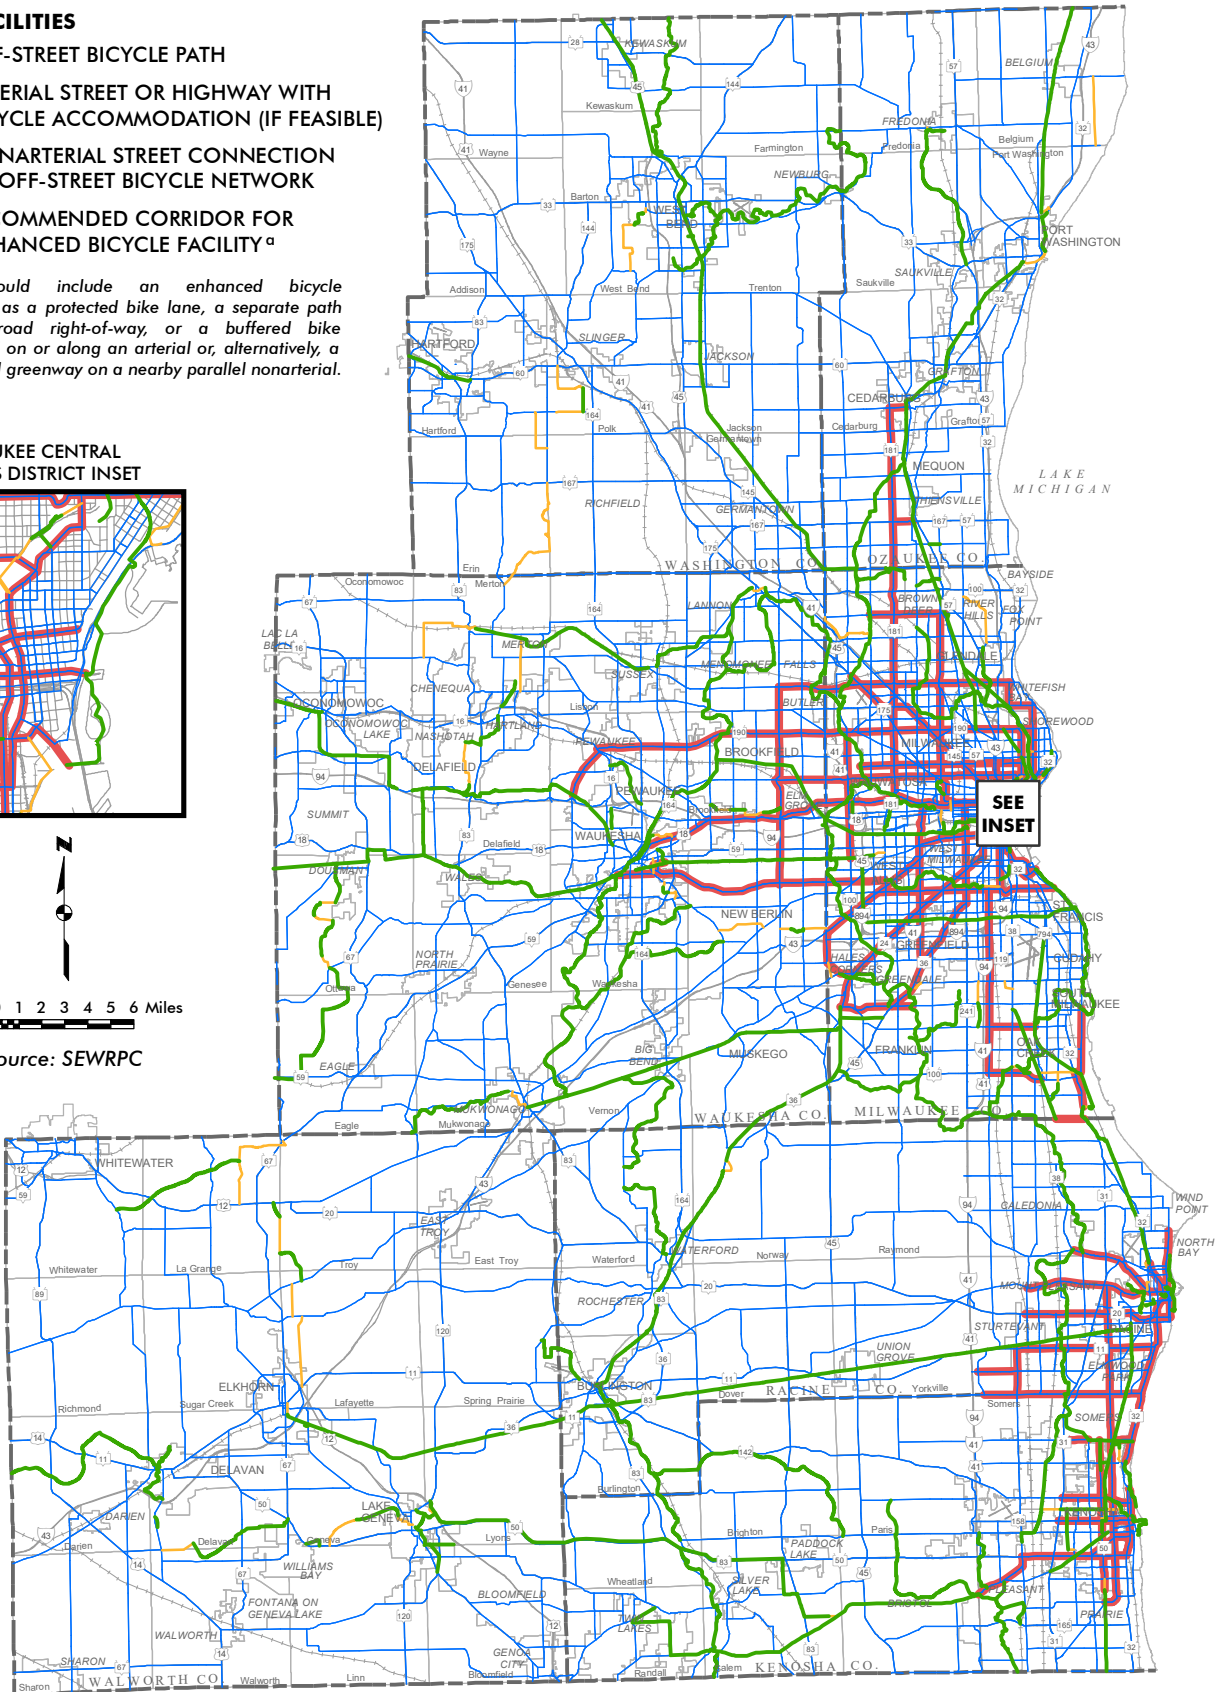 CILITIES
F-STREET BICYCLE PATH
ERIAL STREET OR HIGHWAY WITH
YCLE ACCOMMODATION (IF FEASIBLE)
NARTERIAL STREET CONNECTION
OFF-STREET BICYCLE NETWORK
COMMENDED CORRIDOR FOR
HANCED BICYCLE FACILITY a
ould include an enhanced bicycle
as a protected bike lane, a separate path
road right-of-way, or a buffered bike
on or along an arterial or, alternatively, a
d greenway on a nearby parallel nonarterial.
UKEE CENTRAL
S DISTRICT INSET
N
0 1 2 3 4 5 6 Miles
ource: SEWRPC
KEWASKUM
BELGIUM
Kewaskum
Wayne
Farmington
FREDONIA
Fredonia
Belgium
Port Washington
NEWBURG
Barton
WEST
BEND
PORT
WASHINGTON
SAUKVILLE
Saukville
Addison
West Bend
Trenton
HARTFORD
SLINGER
JACKSON
GRAFTON
CEDARBURG
Hartford
Polk
Jackson
Germantown
Cedarburg
Grafton
MEQUON
LAKE
MICHIGAN
RICHFIELD
GERMANTOWN
THIENSVILLE
WASHINGTON CO.
OZAUKEE CO.
Oconomowoc
Erin
Merton
BAYSIDE
LANNON
BROWN
DEER
RIVER
HILLS
FOX
POINT
LAC LA
BELLE
MERTON
MENOMONEE FALLS
GLENDALE
SUSSEX
CHENEQUA
BUTLER
WHITEFISH
BAY
OCONOMOWOC
OCONOMOWOC
LAKE
Lisbon
HARTLAND
NASHOTAH
PEWAUKEE
SHOREWOOD
MILWAUKEE
BROOKFIELD
DELAFIELD
PEWAUKEE
WAUWATOSA
ELM
GROVE
Brookfield
SEE
INSET
SUMMIT
WAUKESHA
Delafield
DOUSMAN
WALES
WEST
MILWAUKEE
WEST
ALLIS
NEW BERLIN
ST.
FRANCIS
GREENFIELD
NORTH
PRAIRIE
HALES
CORNERS
GREENDALE
CUDAHY
Ottawa
Genesee
Waukesha
SOUTH
MILWAUKEE
BIG
BEND
MUSKEGO
FRANKLIN
OAK
CREEK
EAGLE
MUKWONAGO
Vernon
WAUKESHA CO.
MILWAUKEE CO.
Eagle
Mukwonago
WHITEWATER
CALEDONIA
WIND
POINT
NORTH
BAY
EAST
TROY
WATERFORD
Norway
Raymond
Whitewater
La Grange
Troy
East Troy
Waterford
ROCHESTER
MOUNT PLEASANT
STURTEVANT
RACINE
UNION
GROVE
ELMWOOD
PARK
ELKHORN
BURLINGTON
Dover
RACINE CO.
Yorkville
Richmond
Sugar Creek
Lafayette
Spring Prairie
Somers
SOMERS
DELAVAN
Burlington
LAKE
GENEVA
DARIEN
Darien
Delavan
Geneva
Lyons
Brighton
Paris
KENOSHA
PADDOCK
LAKE
WILLIAMS
BAY
Wheatland
SILVER
LAKE
BLOOMFIELD
FONTANA ON
GENEVA LAKE
BRISTOL
PLEASANT
PRAIRIE
TWIN
LAKES
WALWORTH
GENOA
CITY
SHARON
Sharon
WALWORTH CO.
Walworth
Linn
Bloomfield
Randall
Salem
KENOSHA CO.